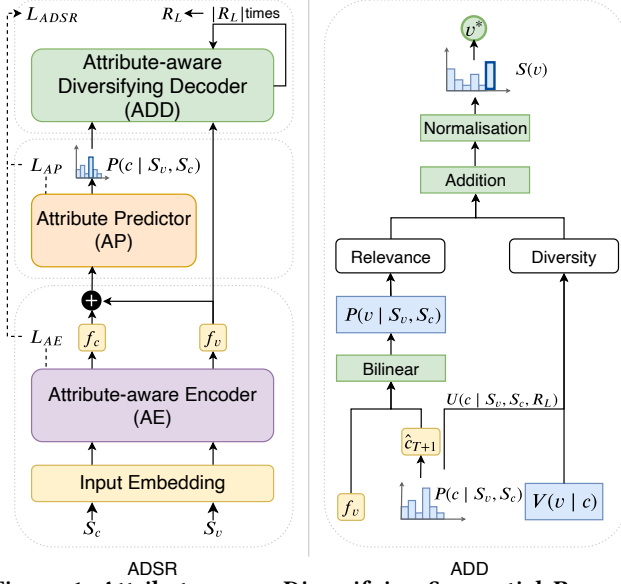 L_ADSR
R_L ← |R_L| times
Attribute-aware
Diversifying Decoder
(ADD)
L_AP
P(c | S_v, S_c)
Attribute Predictor
(AP)
+
L_AE
f_c
f_v
Attribute-aware Encoder
(AE)
Input Embedding
S_c
S_v
ADSR
v*
S(v)
Normalisation
Addition
Relevance
Diversity
P(v | S_v, S_c)
Bilinear
U(c | S_v, S_c, R_L)
ĉ_{T+1}
f_v
P(c | S_v, S_c)
V(v | c)
ADD